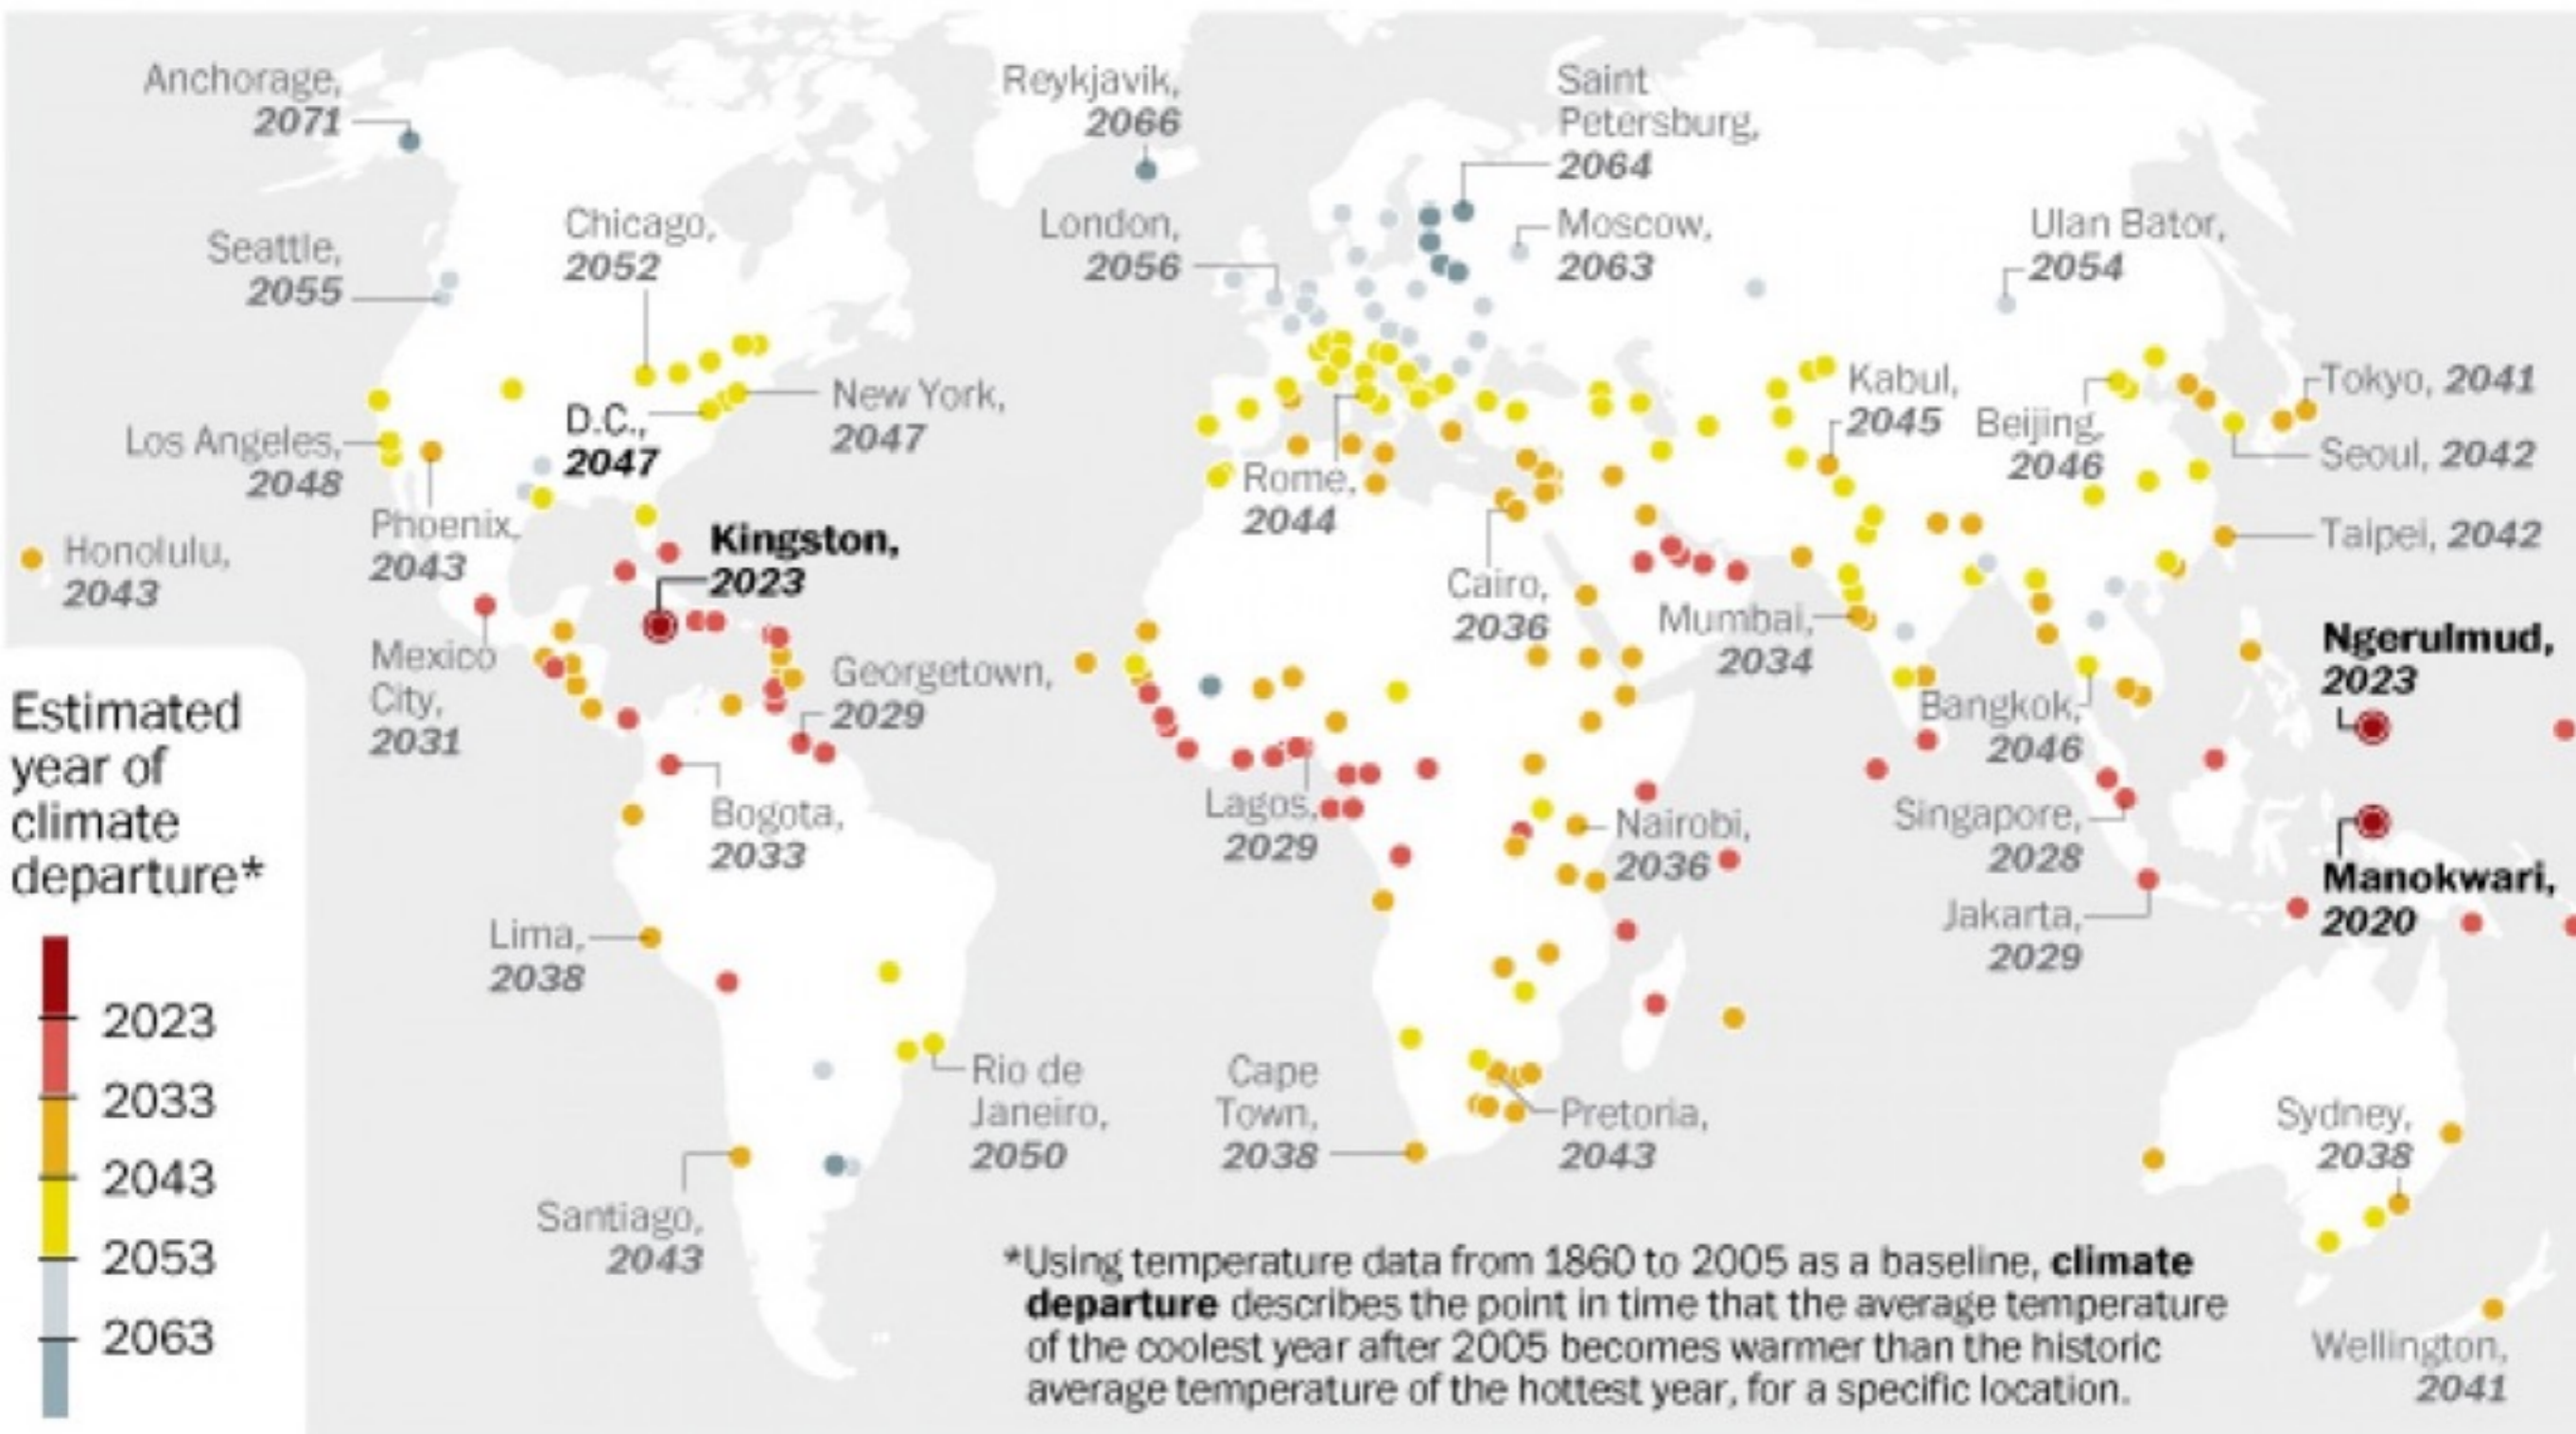 Anchorage,
2071
Reykjavik,
2066
Saint
Petersburg,
2064
Seattle,
2055
Chicago,
2052
London,
2056
Moscow,
2063
Ulan Bator,
2054
Los Angeles,
2048
D.C.,
2047
New York,
2047
Kabul,
2045
Beijing,
2046
Tokyo, 2041
Seoul, 2042
Taipei, 2042
Honolulu,
2043
Phoenix,
2043
Kingston,
2023
Rome,
2044
Cairo,
2036
Mumbai,
2034
Mexico
City,
2031
Georgetown,
2029
Bangkok,
2046
Ngerulmud,
2023
Bogota,
2033
Lagos,
2029
Nairobi,
2036
Singapore,
2028
Manokwari,
2020
Jakarta,
2029
Lima,
2038
Rio de
Janeiro,
2050
Cape
Town,
2038
Pretoria,
2043
Sydney,
2038
Santiago,
2043
Wellington,
2041
Estimated
year of
climate
departure*
2023
2033
2043
2053
2063
*Using temperature data from 1860 to 2005 as a baseline, climate
departure describes the point in time that the average temperature
of the coolest year after 2005 becomes warmer than the historic
average temperature of the hottest year, for a specific location.